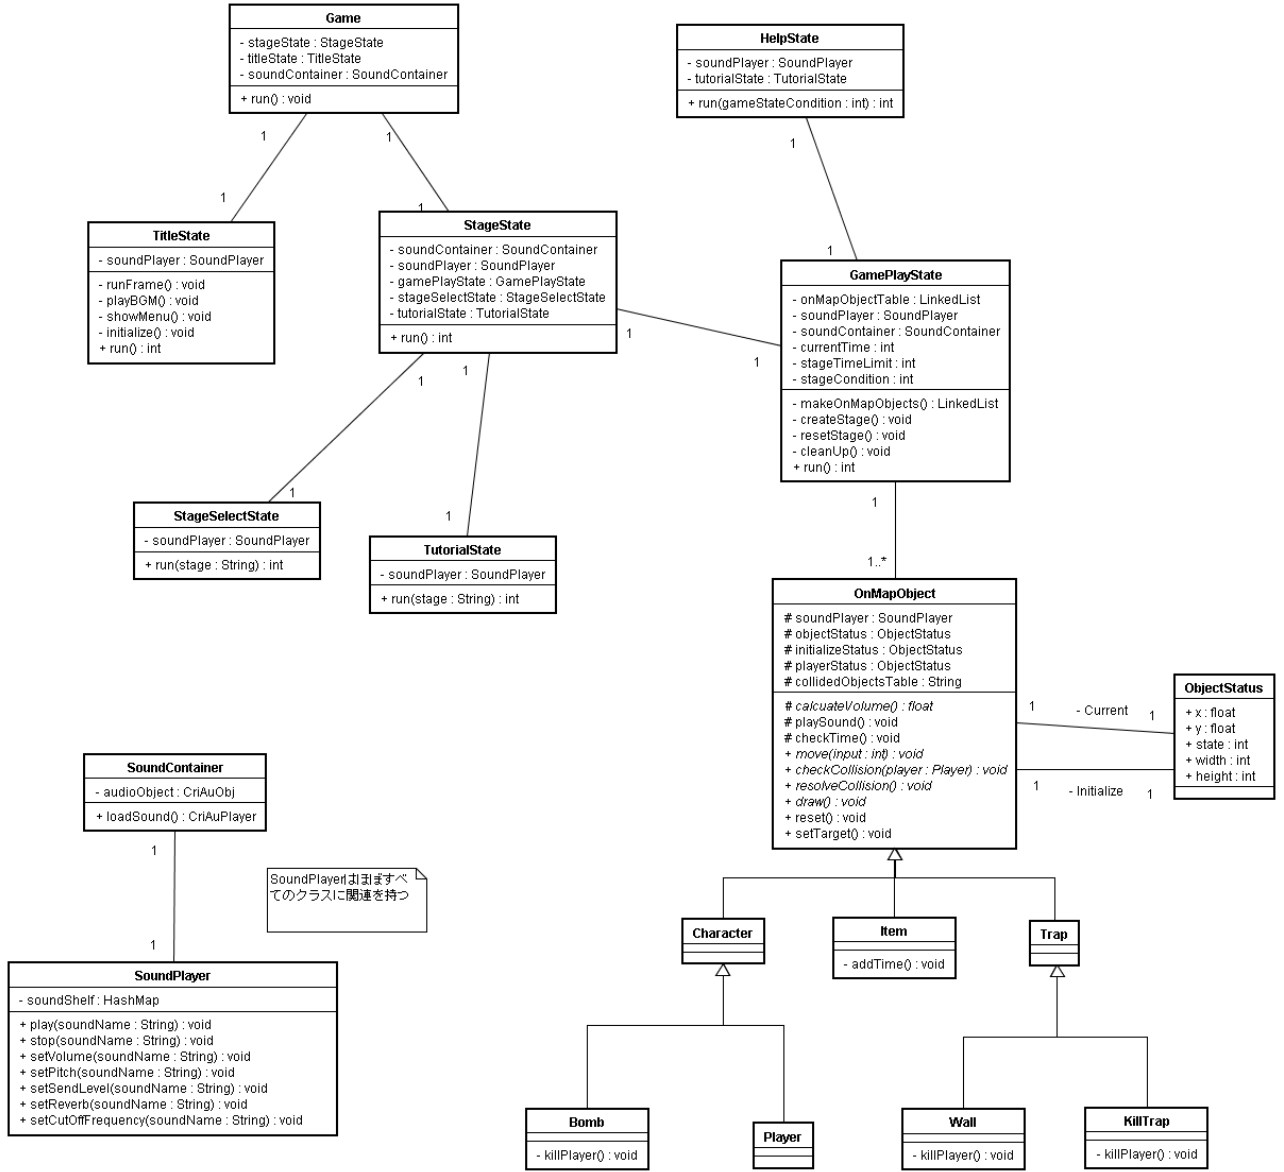 Game
- stageState : StageState
- titleState : TitleState
- soundContainer : SoundContainer
+ run() : void
HelpState
- soundPlayer : SoundPlayer
- tutorialState : TutorialState
+ run(gameStateCondition : int) : int
1
1
1
1
1
1
TitleState
- soundPlayer : SoundPlayer
- runFrame() : void
- playBGM() : void
- showMenu() : void
- initialize() : void
+ run() : int
StageState
- soundContainer : SoundContainer
- soundPlayer : SoundPlayer
- gamePlayState : GamePlayState
- stageSelectState : StageSelectState
- tutorialState : TutorialState
+ run() : int
1
1
GamePlayState
- onMapObjectTable : LinkedList
- soundPlayer : SoundPlayer
- soundContainer : SoundContainer
- currentTime : int
- stageTimeLimit : int
- stageCondition : int
- makeOnMapObjects() : LinkedList
- createStage() : void
- resetStage() : void
- cleanUp() : void
+ run() : int
1
1
1
1
StageSelectState
- soundPlayer : SoundPlayer
+ run(stage : String) : int
TutorialState
- soundPlayer : SoundPlayer
+ run(stage : String) : int
1
1..*
OnMapObject
# soundPlayer : SoundPlayer
# objectStatus : ObjectStatus
# initializeStatus : ObjectStatus
# playerStatus : ObjectStatus
# collidedObjectsTable : String
# calcuateVolume() : float
# playSound() : void
# checkTime() : void
+ move(input : int) : void
+ checkCollision(player : Player) : void
+ resolveCollision() : void
+ draw() : void
+ reset() : void
+ setTarget() : void
1
- Current
1
1
- Initialize
1
ObjectStatus
+ x : float
+ y : float
+ state : int
+ width : int
+ height : int
SoundContainer
- audioObject : CriAuObj
+ loadSound() : CriAuPlayer
1
1
SoundPlayerはほぼすべ
てのクラスに関連を持つ
SoundPlayer
- soundShelf : HashMap
+ play(soundName : String) : void
+ stop(soundName : String) : void
+ setVolume(soundName : String) : void
+ setPitch(soundName : String) : void
+ setSendLevel(soundName : String) : void
+ setReverb(soundName : String) : void
+ setCutOffFrequency(soundName : String) : void
Character
Item
- addTime() : void
Trap
Bomb
- killPlayer() : void
Player
Wall
- killPlayer() : void
KillTrap
- killPlayer() : void